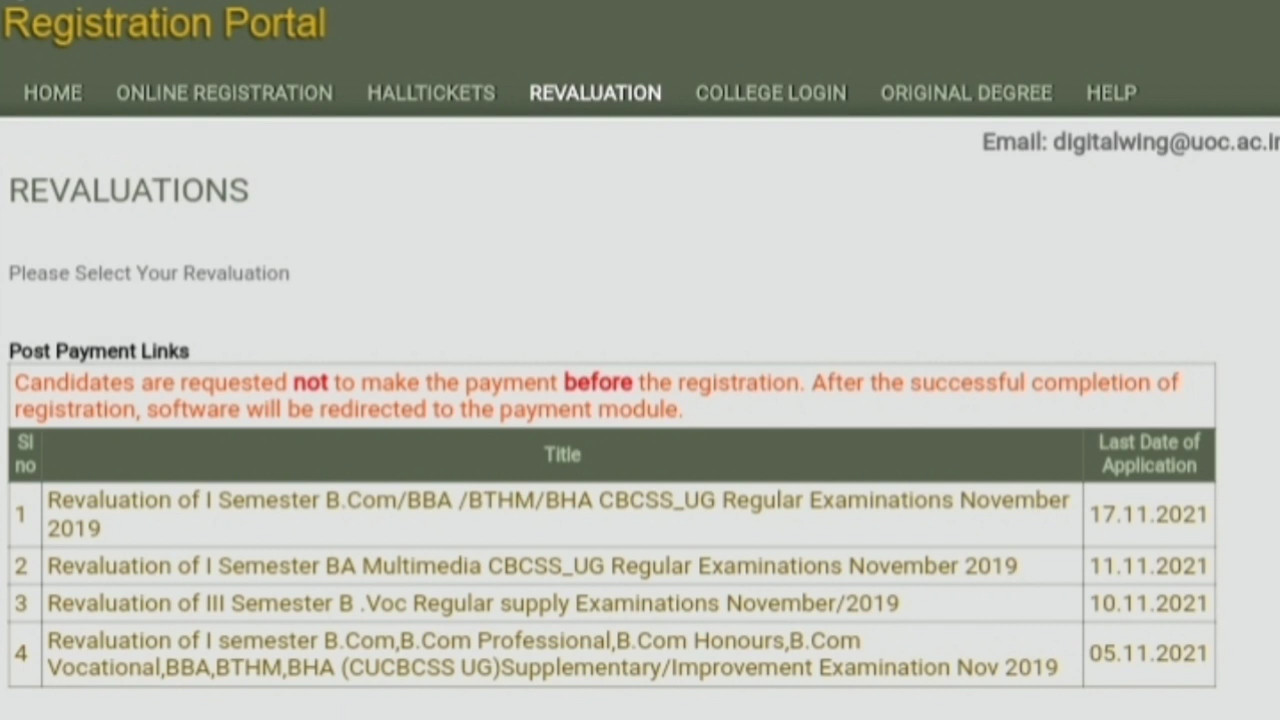 Registration Portal
HOME ONLINE REGISTRATION HALLTICKETS REVALUATION COLLEGE LOGIN ORIGINAL DEGREE HELP
Email: digitalwing@uoc.ac.in
REVALUATIONS
Please Select Your Revaluation
Post Payment Links
Candidates are requested not to make the payment before the registration. After the successful completion of
registration, software will be redirected to the payment module.
Sl no Title Last Date of Application
1 Revaluation of I Semester B.Com/BBA /BTHM/BHA CBCSS_UG Regular Examinations November
2019 17.11.2021
2 Revaluation of I Semester BA Multimedia CBCSS_UG Regular Examinations November 2019 11.11.2021
3 Revaluation of III Semester B .Voc Regular supply Examinations November/2019 10.11.2021
4 Revaluation of I semester B.Com,B.Com Professional,B.Com Honours,B.Com
Vocational,BBA,BTHM,BHA (CUCBCSS UG)Supplementary/Improvement Examination Nov 2019 05.11.2021